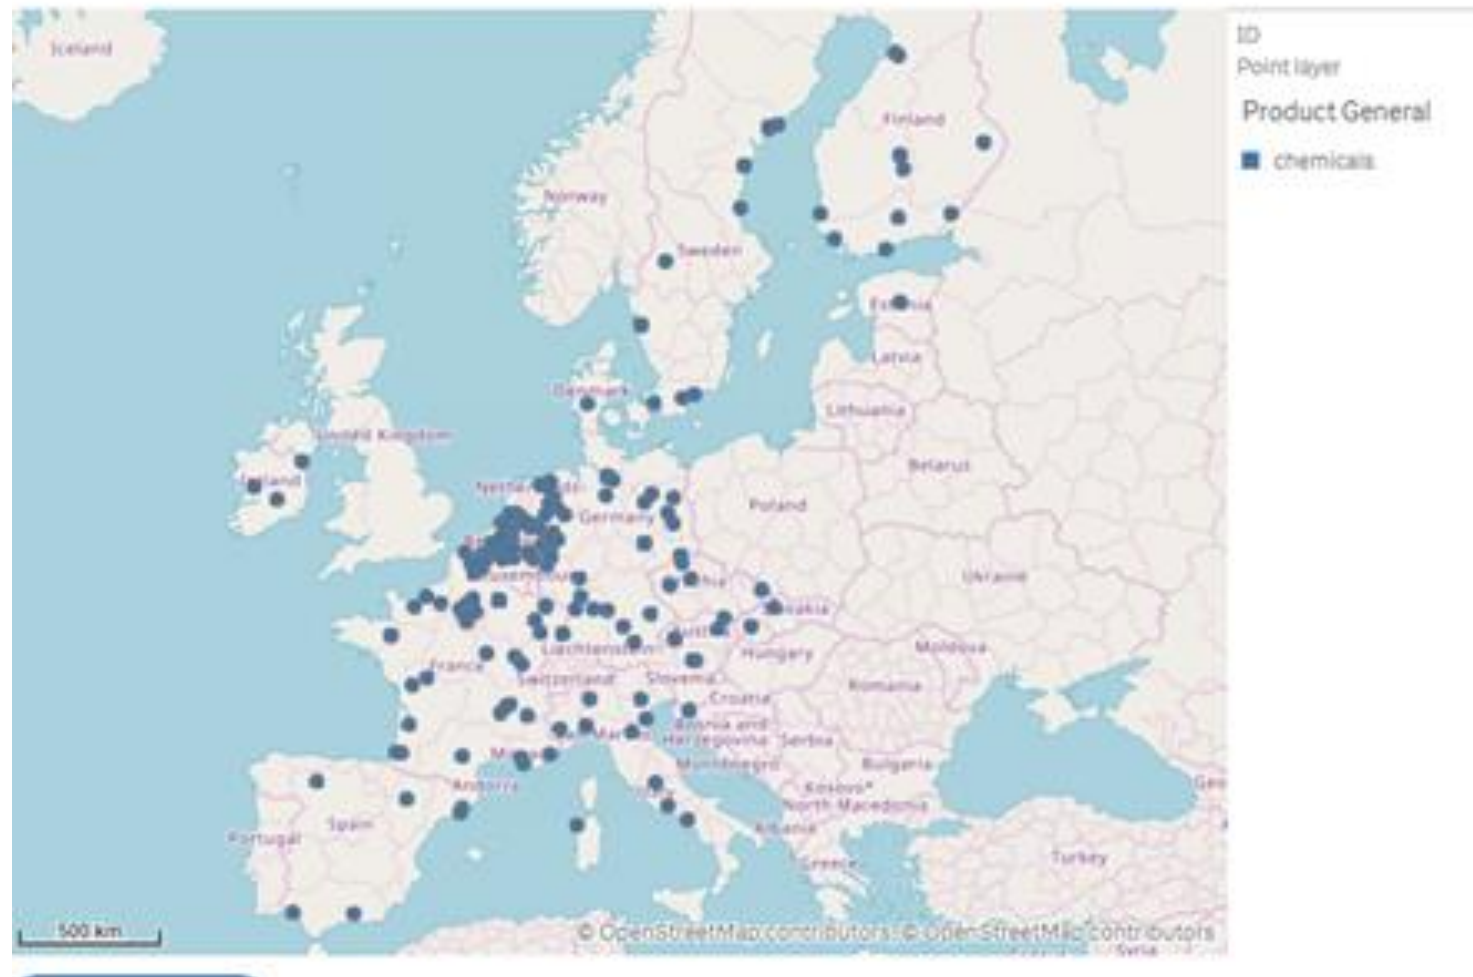 Iceland
ID
Point layer
Product General
chemicals
Finland
Norway
Sweden
Latvia
Denmark
Lithuania
United Kingdom
Belarus
Poland
Germany
Ukraine
Slovakia
Liechtenstein
Hungary
Moldova
France
Switzerland
Slovenia
Romania
Croatia
Bosnia and
Herzegovina
Serbia
Montenegro
Bulgaria
Andorra
Kosovo*
North Macedonia
Spain
Portugal
Albania
Greece
Turkey
500 km
© OpenStreetMap contributors, © OpenStreetMap contributors
Syria